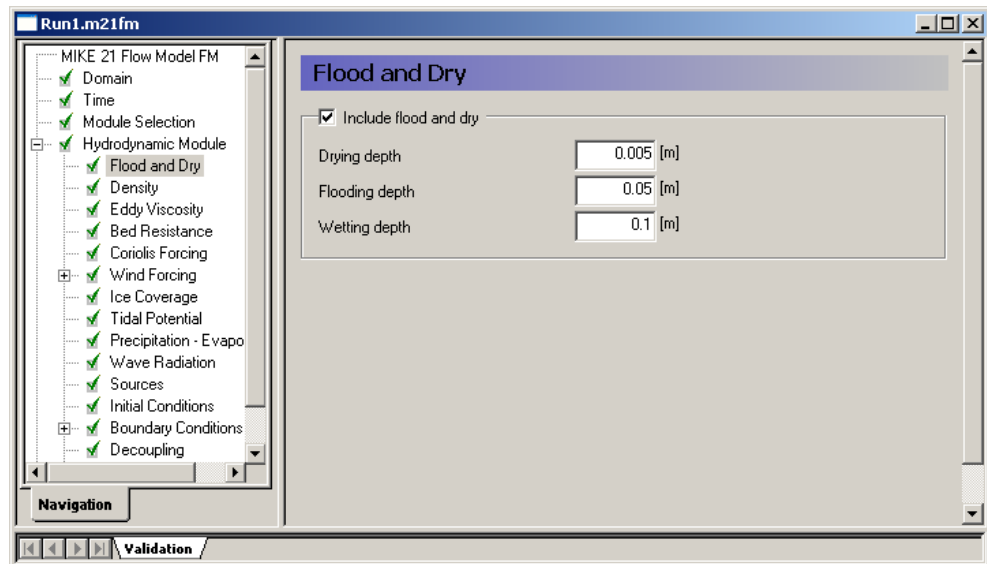 Run1.m21fm
MIKE 21 Flow Model FM
Domain
Time
Module Selection
Hydrodynamic Module
Flood and Dry
Density
Eddy Viscosity
Bed Resistance
Coriolis Forcing
Wind Forcing
Ice Coverage
Tidal Potential
Precipitation - Evapo
Wave Radiation
Sources
Initial Conditions
Boundary Conditions
Decoupling
Navigation
Flood and Dry
Include flood and dry
Drying depth 0.005 [m]
Flooding depth 0.05 [m]
Wetting depth 0.1 [m]
Validation